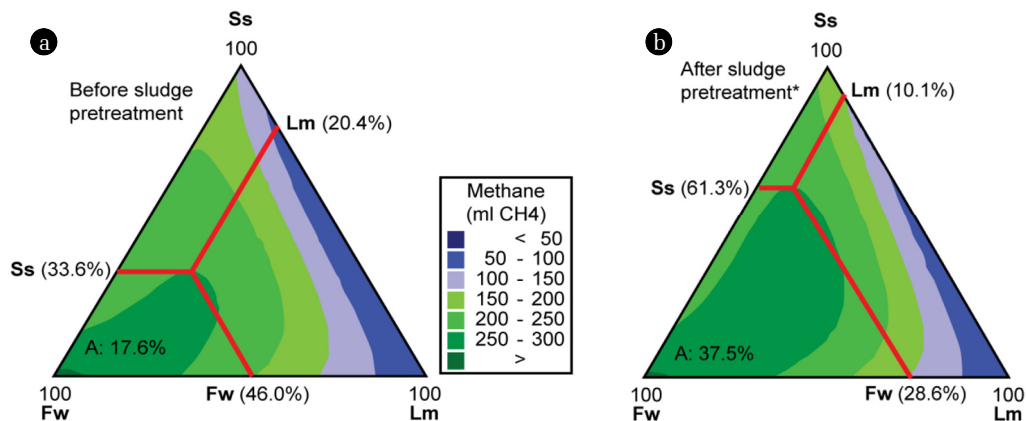 a
Ss
100
Before sludge
pretreatment
Lm (20.4%)
Ss (33.6%)
A: 17.6%
100
Fw
Fw (46.0%)
100
Lm
Methane
(ml CH4)
< 50
50 - 100
100 - 150
150 - 200
200 - 250
250 - 300
>
b
Ss
100
After sludge
pretreatment*
Lm (10.1%)
Ss (61.3%)
A: 37.5%
100
Fw
Fw (28.6%)
100
Lm